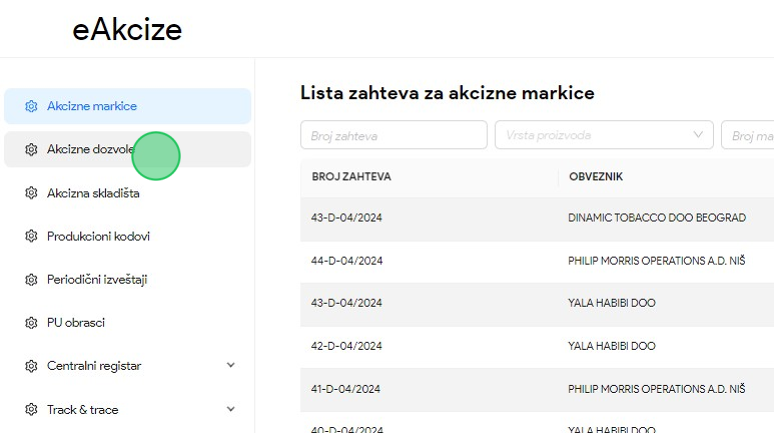 eAkcize
Akcizne markice
Akcizne dozvole
Akcizna skladišta
Produkcioni kodovi
Periodični izveštaji
PU obrasci
Centralni registar
Track & trace
Lista zahteva za akcizne markice
Broj zahteva
Vrsta proizvoda
Broj ma
BROJ ZAHTEVA OBVEZNIK
43-D-04/2024 DINAMIC TOBACCO DOO BEOGRAD
44-D-04/2024 PHILIP MORRIS OPERATIONS A.D. NIŠ
43-D-04/2024 YALA HABIBI DOO
42-D-04/2024 YALA HABIBI DOO
41-D-04/2024 PHILIP MORRIS OPERATIONS A.D. NIŠ
40-D-04/2024 YALA HABIBI DOO